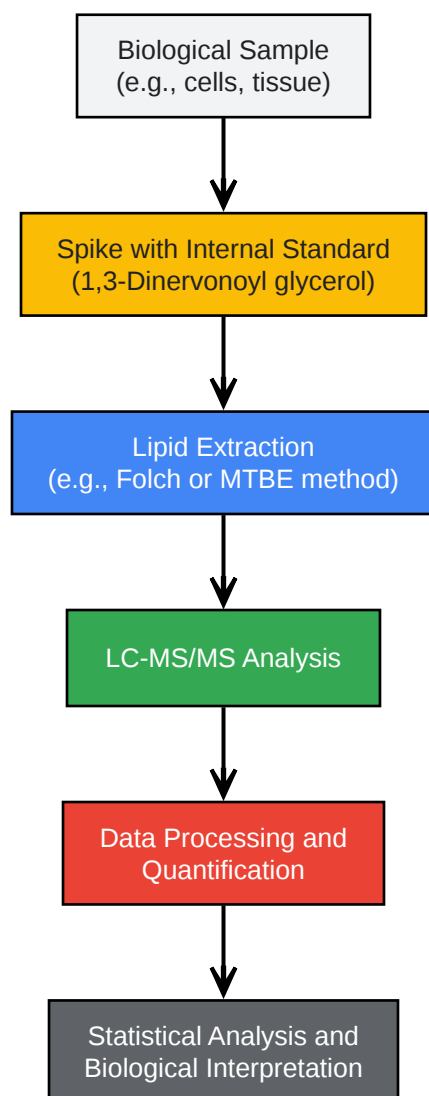 Biological Sample
(e.g., cells, tissue)
Spike with Internal Standard
(1,3-Dinervonoyl glycerol)
Lipid Extraction
(e.g., Folch or MTBE method)
LC-MS/MS Analysis
Data Processing and
Quantification
Statistical Analysis and
Biological Interpretation